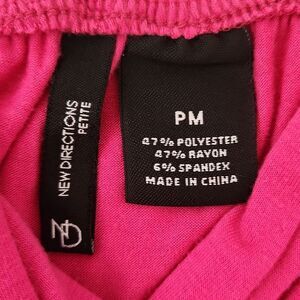 NEW DIRECTIONS
PETITE
ND
PM
47% POLYESTER
47% RAYON
6% SPANDEX
MADE IN CHINA